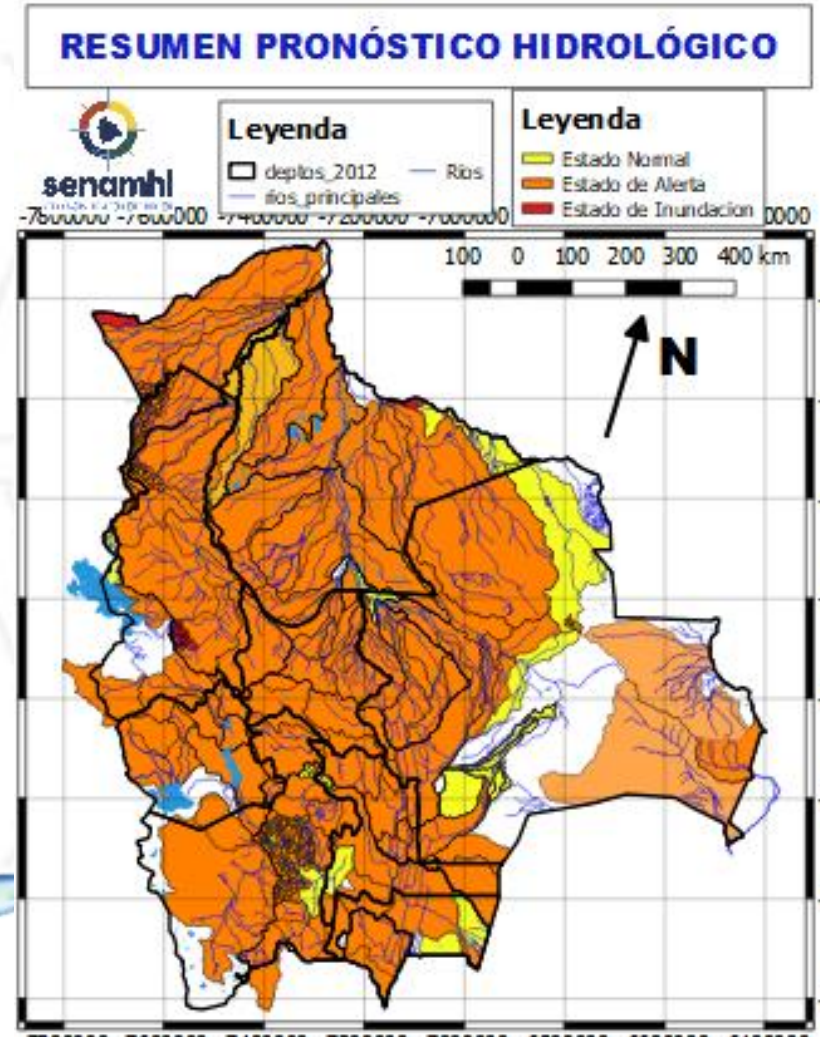 RESUMEN PRONÓSTICO HIDROLÓGICO
senamhi
Leyenda
deptos_2012
Ríos
rios_principales
Leyenda
Estado Normal
Estado de Alerta
Estado de Inundacion
-7800000 -7600000 -7400000 -7200000 -7000000
100 0 100 200 300 400 km
N